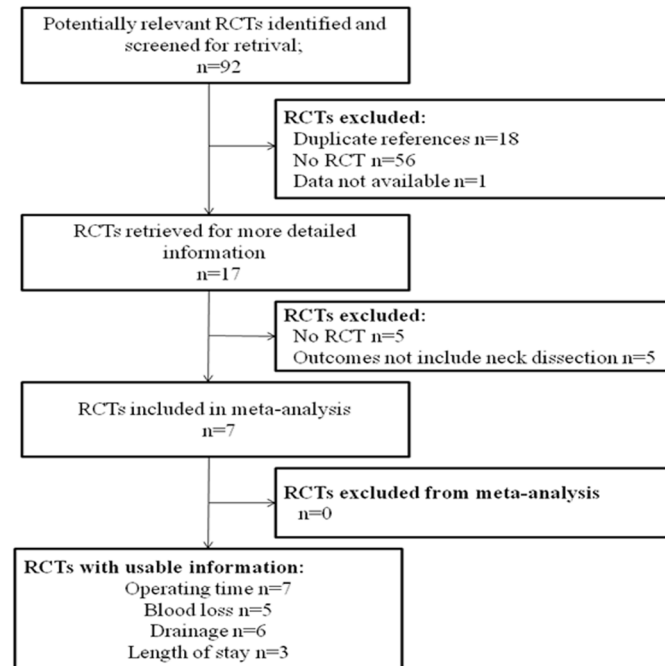 Potentially relevant RCTs identified and
screened for retrival;
n=92
RCTs excluded:
Duplicate references n=18
No RCT n=56
Data not available n=1
RCTs retrieved for more detailed
information
n=17
RCTs excluded:
No RCT n=5
Outcomes not include neck dissection n=5
RCTs included in meta-analysis
n=7
RCTs excluded from meta-analysis
n=0
RCTs with usable information:
Operating time n=7
Blood loss n=5
Drainage n=6
Length of stay n=3